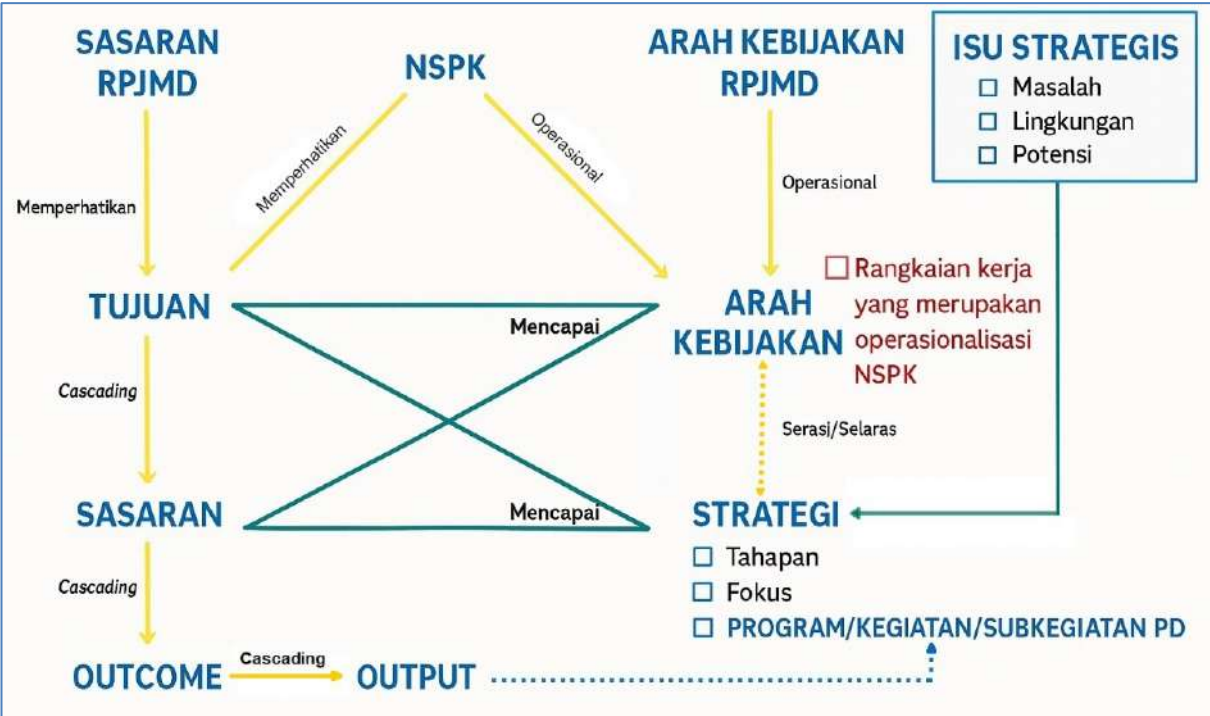 SASARAN
RPJMD
NSPK
ARAH KEBIJAKAN
RPJMD
ISU STRATEGIS
Masalah
Lingkungan
Potensi
Memperhatikan
Memperhatikan
Operasional
Operasional
TUJUAN
Mencapai
ARAH
KEBIJAKAN
Rangkaian kerja
yang merupakan
operasionalisasi
NSPK
Cascading
Serasj/Selaras
SASARAN
Mencapai
STRATEGI
Tahapan
Fokus
PROGRAM/KEGIATAN/SUBKEGIATAN PD
Cascading
OUTCOME
Cascading
OUTPUT